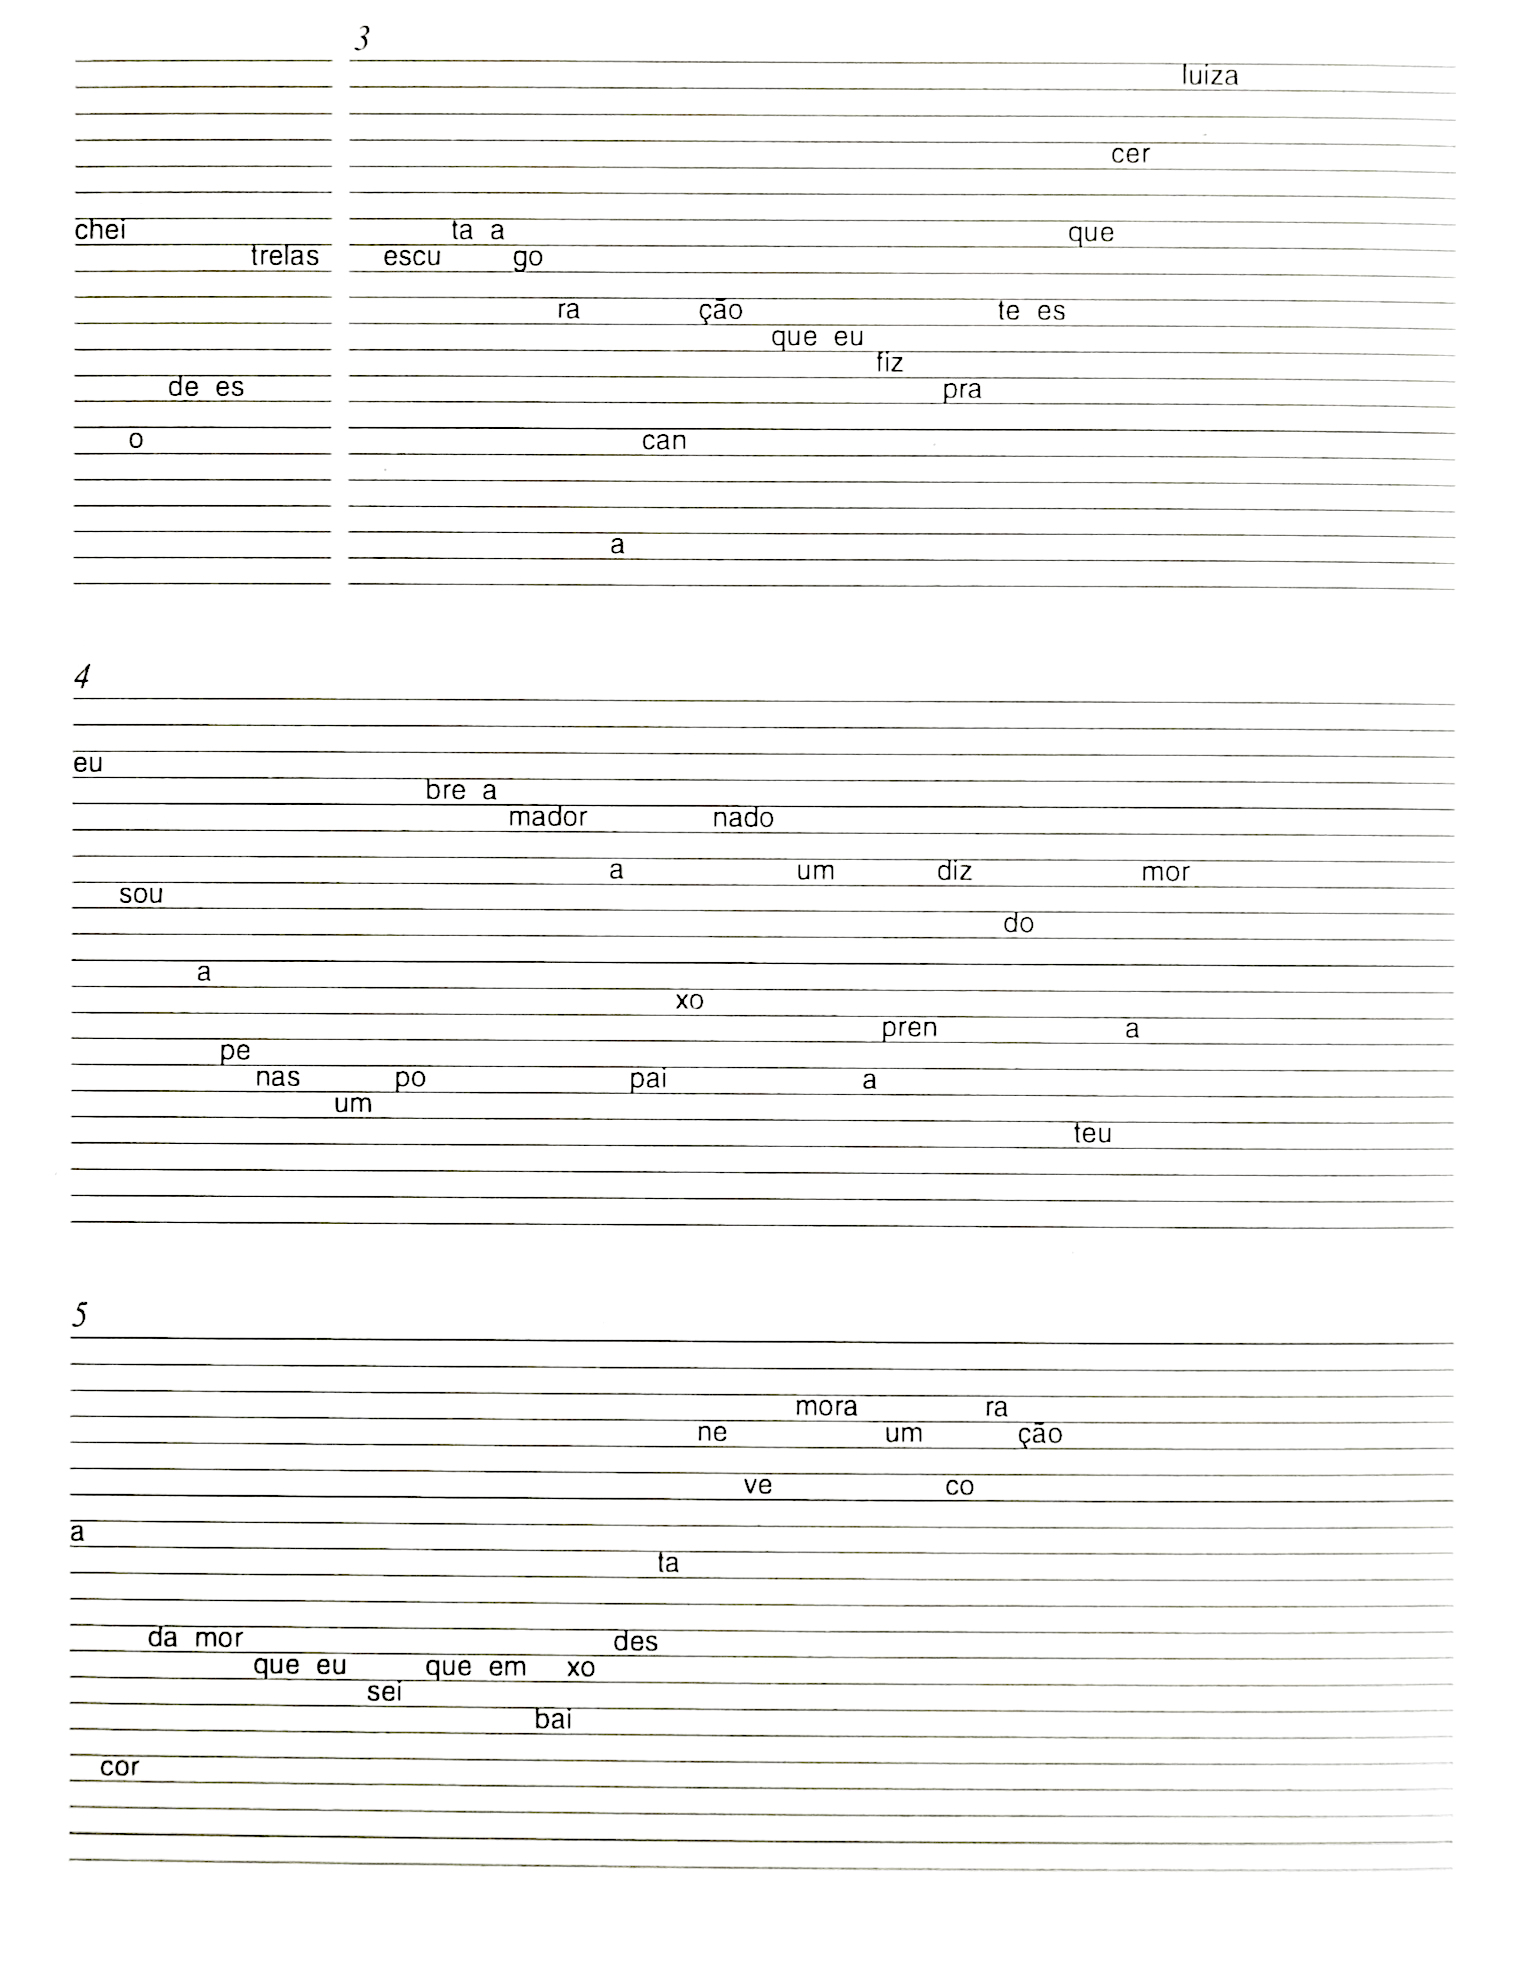 3
luiza
cer
chei ta a que
trelas escu go
ra ção te es
que eu
fiz
de es pra
o can
a
4
eu
bre a
mador nado
a um diz mor
sou
do
a
xo
pren a
pe
nas po pai a
um
teu
5
mora ra
ne um ção
ve co
a
ta
da mor des
que eu que em xo
sei
bai
cor